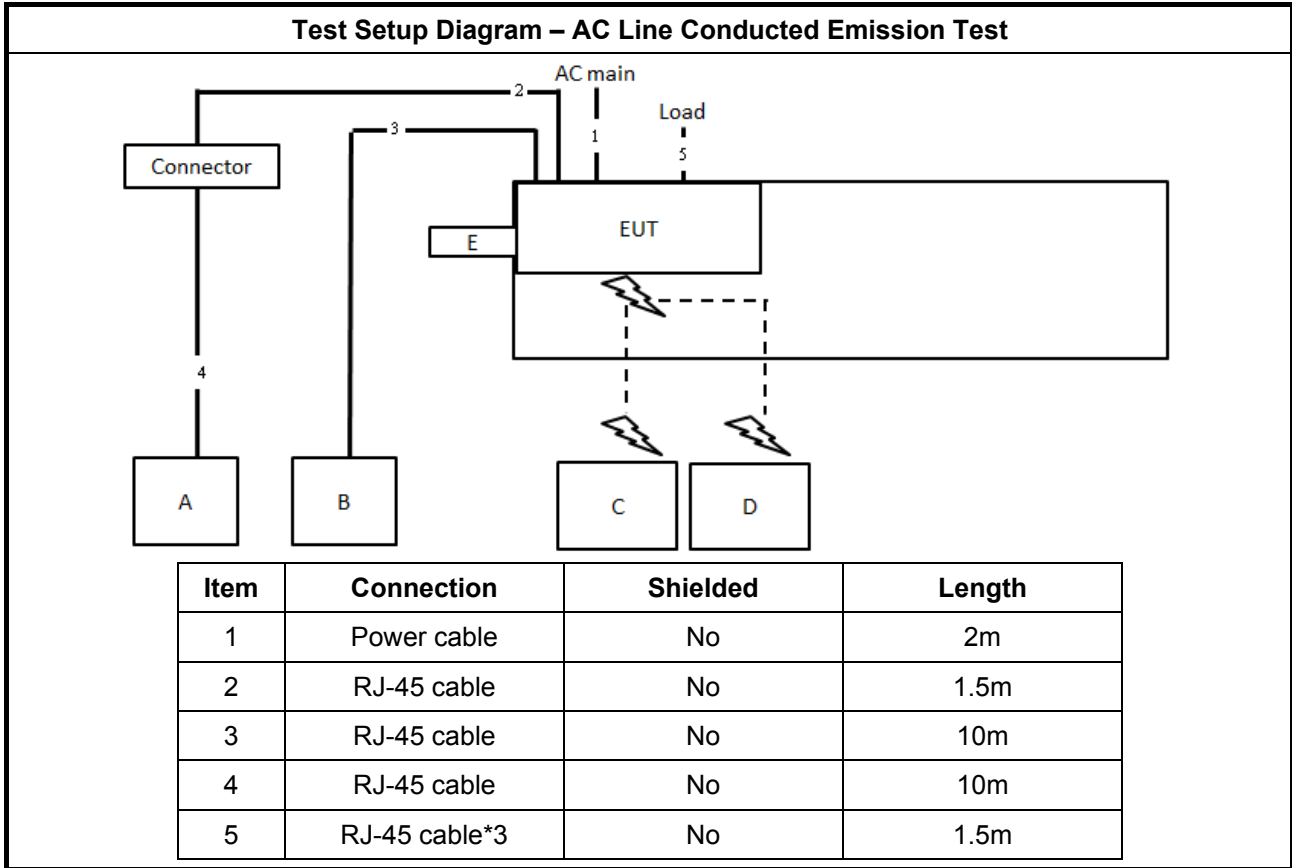 Test Setup Diagram – AC Line Conducted Emission Test
AC main
2
Load
3
1
5
Connector
EUT
E
4
A
B
C
D
Item Connection Shielded Length
1 Power cable No 2m
2 RJ-45 cable No 1.5m
3 RJ-45 cable No 10m
4 RJ-45 cable No 10m
5 RJ-45 cable*3 No 1.5m